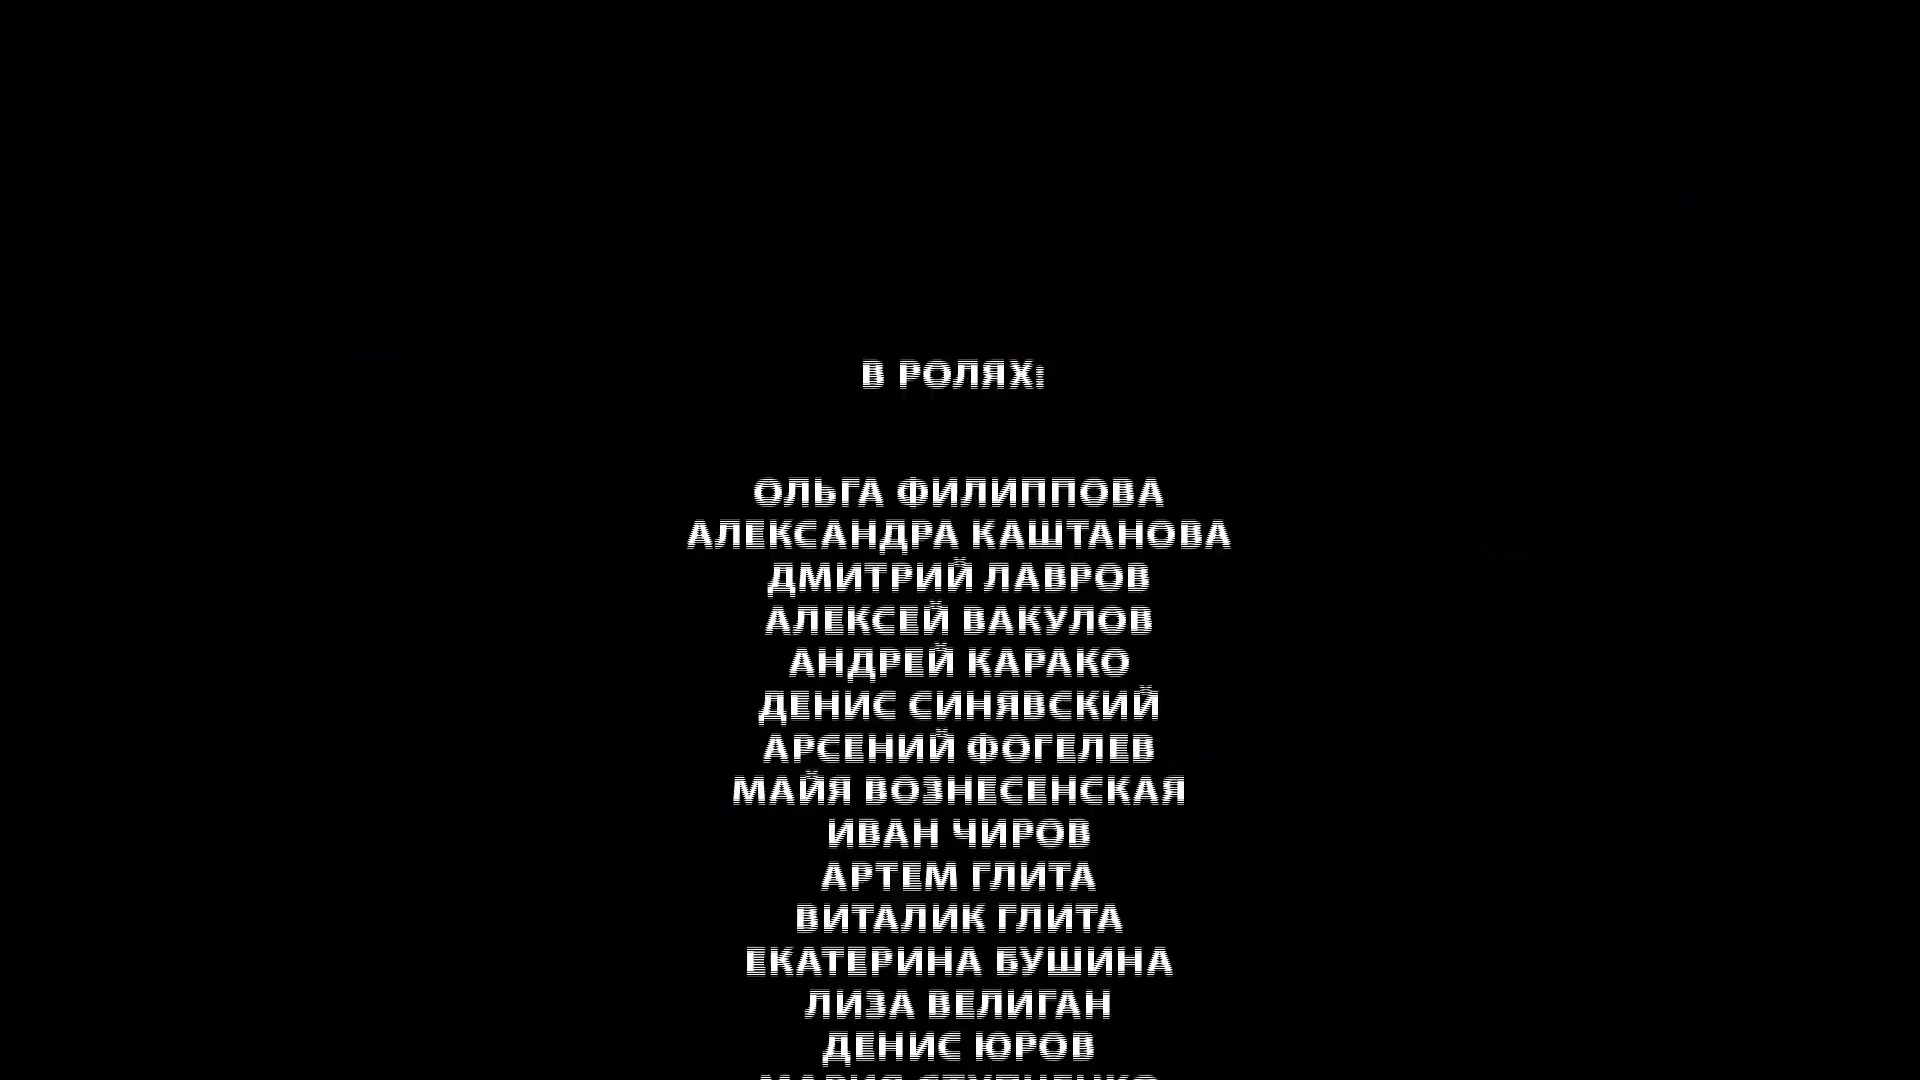 В РОЛЯХ:
ОЛЬГА ФИЛИППОВА
АЛЕКСАНДРА КАШТАНОВА
ДМИТРИЙ ЛАВРОВ
АЛЕКСЕЙ ВАКУЛОВ
АНДРЕЙ КАРАКО
ДЕНИС СИНЯВСКИЙ
АРСЕНИЙ ФОГЕЛЕВ
МАЙЯ ВОЗНЕСЕНСКАЯ
ИВАН ЧИРОВ
АРТЕМ ГЛИТА
ВИТАЛИК ГЛИТА
ЕКАТЕРИНА БУШИНА
ЛИЗА ВЕЛИГАН
ДЕНИС ЮРОВ